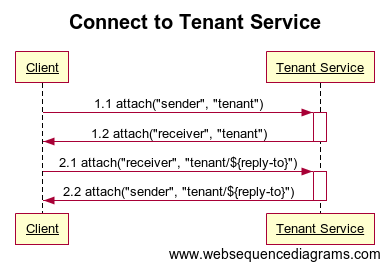 Connect to Tenant Service
Client Tenant Service
1.1 attach("sender", "tenant")
1.2 attach("receiver", "tenant")
2.1 attach("receiver", "tenant/${reply-to}")
2.2 attach("sender", "tenant/${reply-to}")
Client Tenant Service
www.websequencediagrams.com